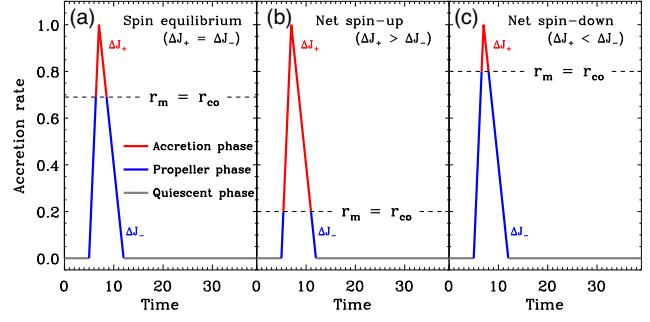 (a) Spin equilibrium
(ΔJ₊ = ΔJ₋)
ΔJ₊
rₘ = r_co
Accretion phase
Propeller phase
Quiescent phase
ΔJ₋
(b) Net spin-up
(ΔJ₊ > ΔJ₋)
ΔJ₊
rₘ = r_co
ΔJ₋
(c) Net spin-down
(ΔJ₊ < ΔJ₋)
ΔJ₊
rₘ = r_co
ΔJ₋
Accretion rate
1.0
0.8
0.6
0.4
0.2
0.0
0 10 20 30 0 10 20 30 0 10 20 30
Time Time Time